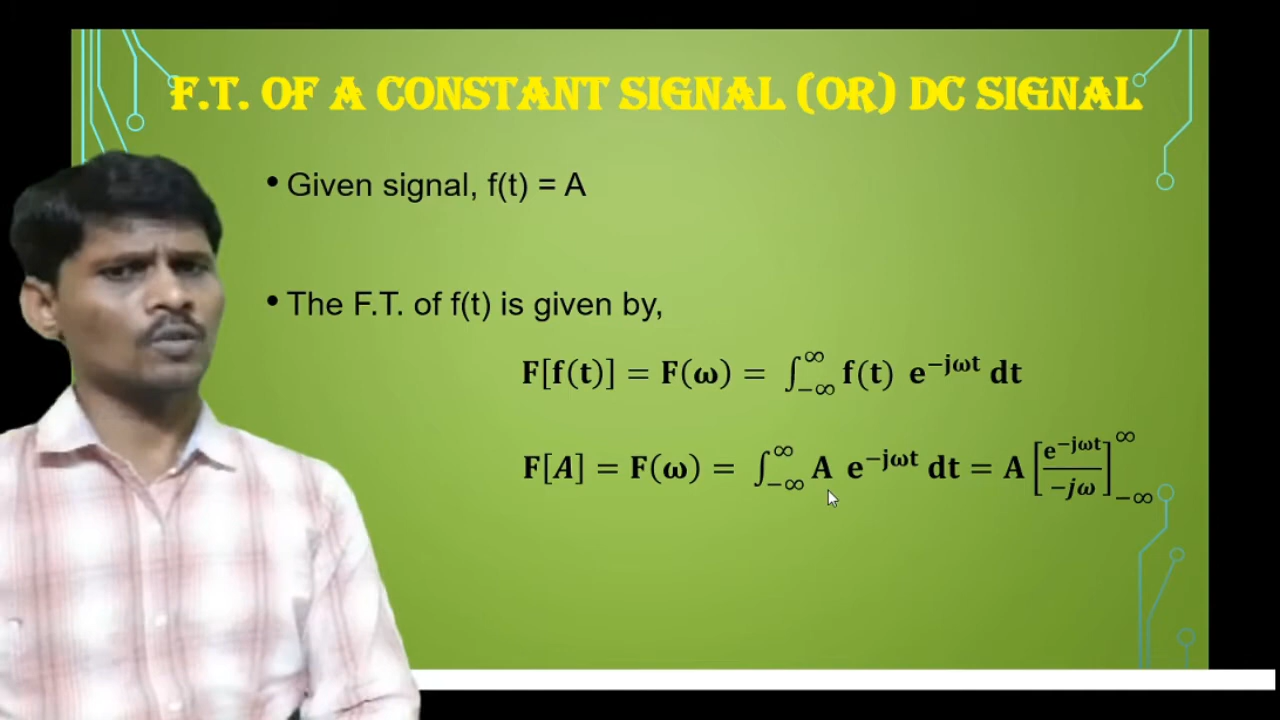 F.T. OF A CONSTANT SIGNAL (OR) DC SIGNAL
• Given signal, f(t) = A
• The F.T. of f(t) is given by,
F[f(t)] = F(ω) = ∫_{−∞}^{∞} f(t) e^{−jωt} dt
F[A] = F(ω) = ∫_{−∞}^{∞} A e^{−jωt} dt = A [e^{−jωt}/−jω]_{−∞}^{∞}